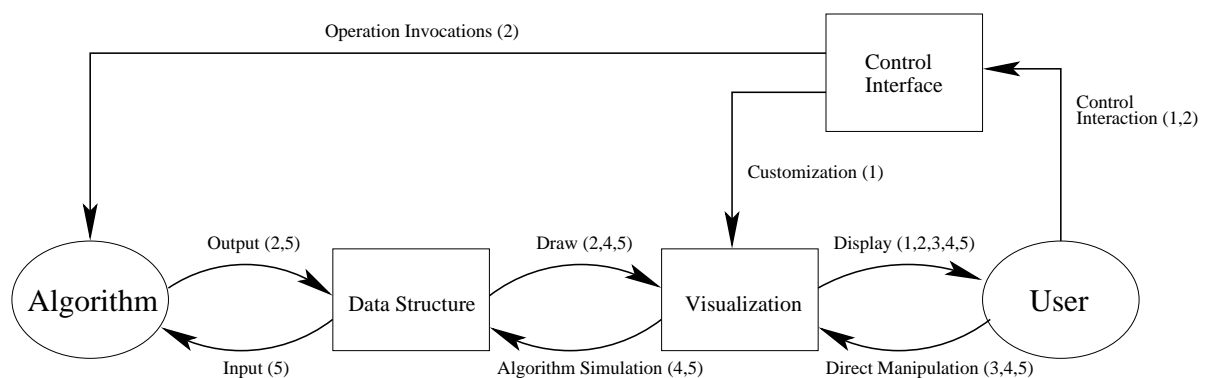 Operation Invocations (2)
Control
Interface
Control
Interaction (1,2)
Customization (1)
Output (2,5)
Draw (2,4,5)
Display (1,2,3,4,5)
Algorithm
Data Structure
Visualization
User
Input (5)
Algorithm Simulation (4,5)
Direct Manipulation (3,4,5)